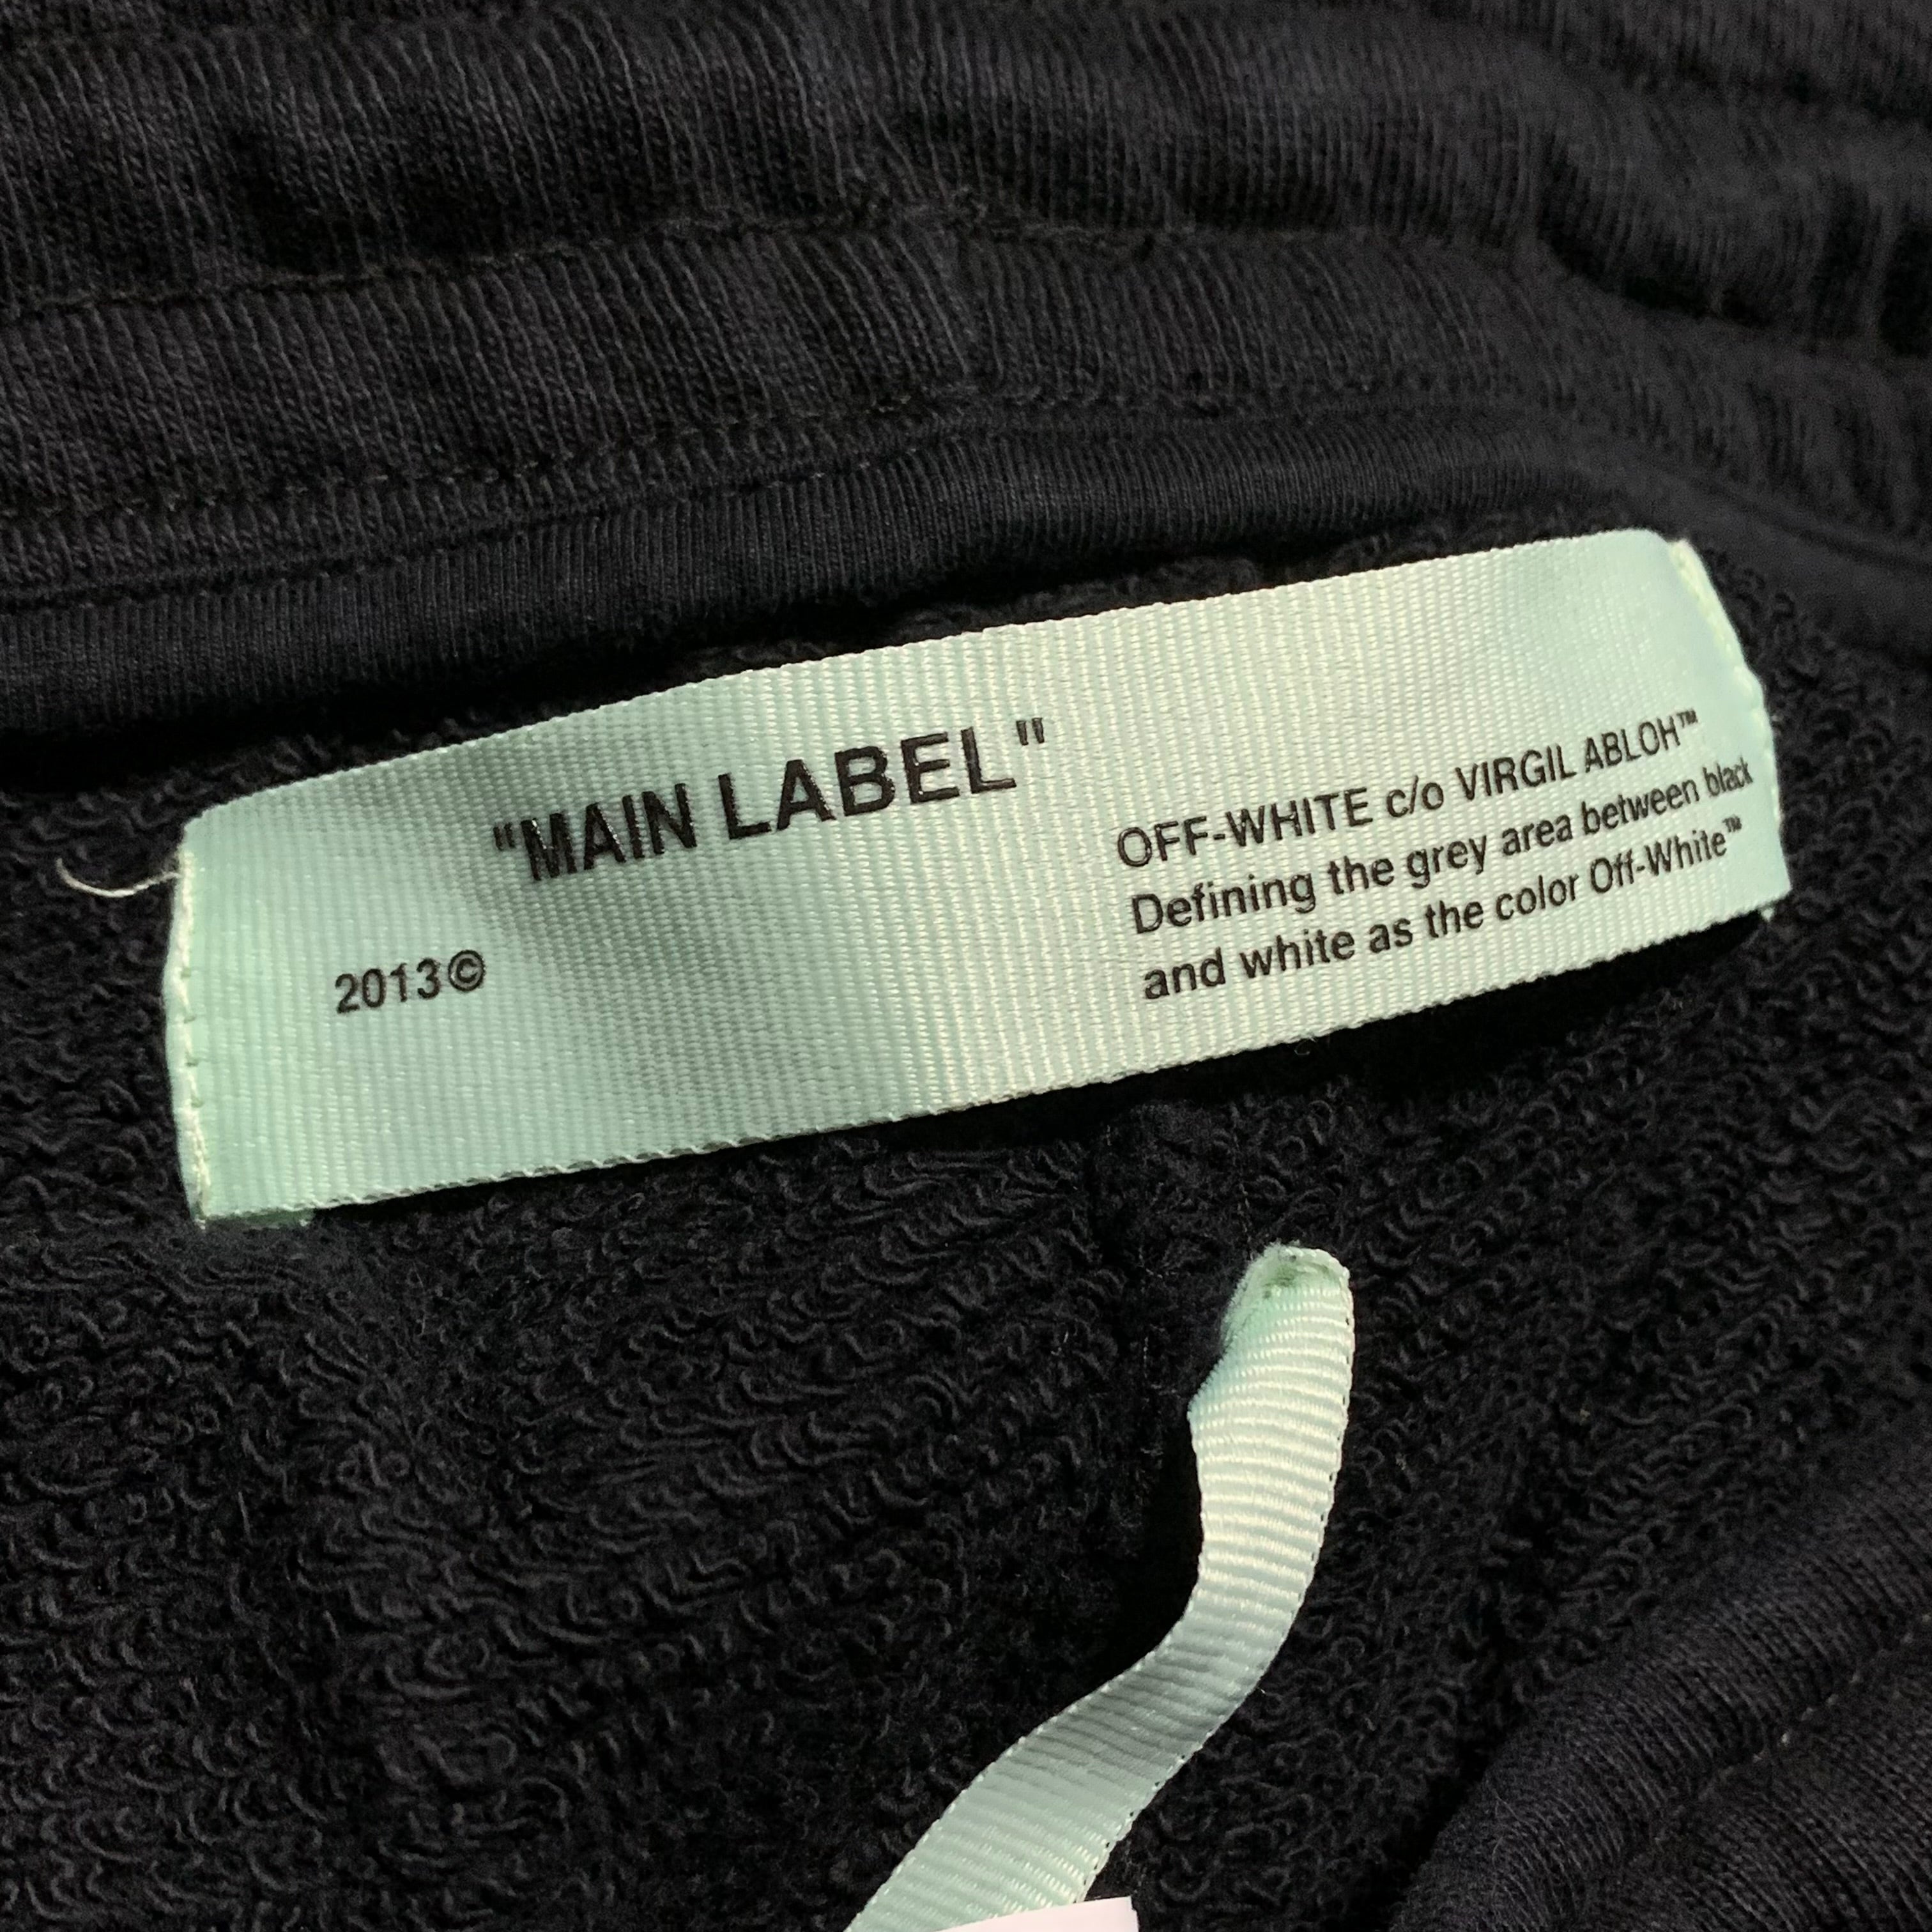 "MAIN LABEL"
2013©
OFF-WHITE c/o VIRGIL ABLOH™
Defining the grey area between black
and white as the color Off-White™